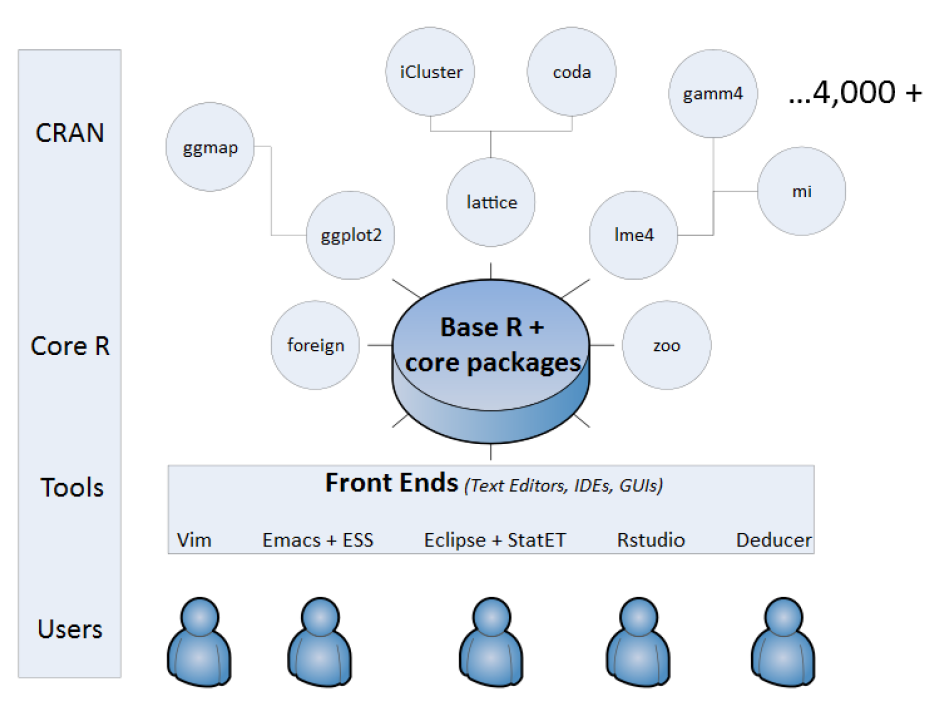 iCluster
coda
gamm4
...4,000 +
CRAN
ggmap
mi
lattice
ggplot2
lme4
Base R +
core packages
Core R
foreign
zoo
Front Ends (Text Editors, IDEs, GUIs)
Tools
Vim
Emacs + ESS
Eclipse + StatET
Rstudio
Deducer
Users